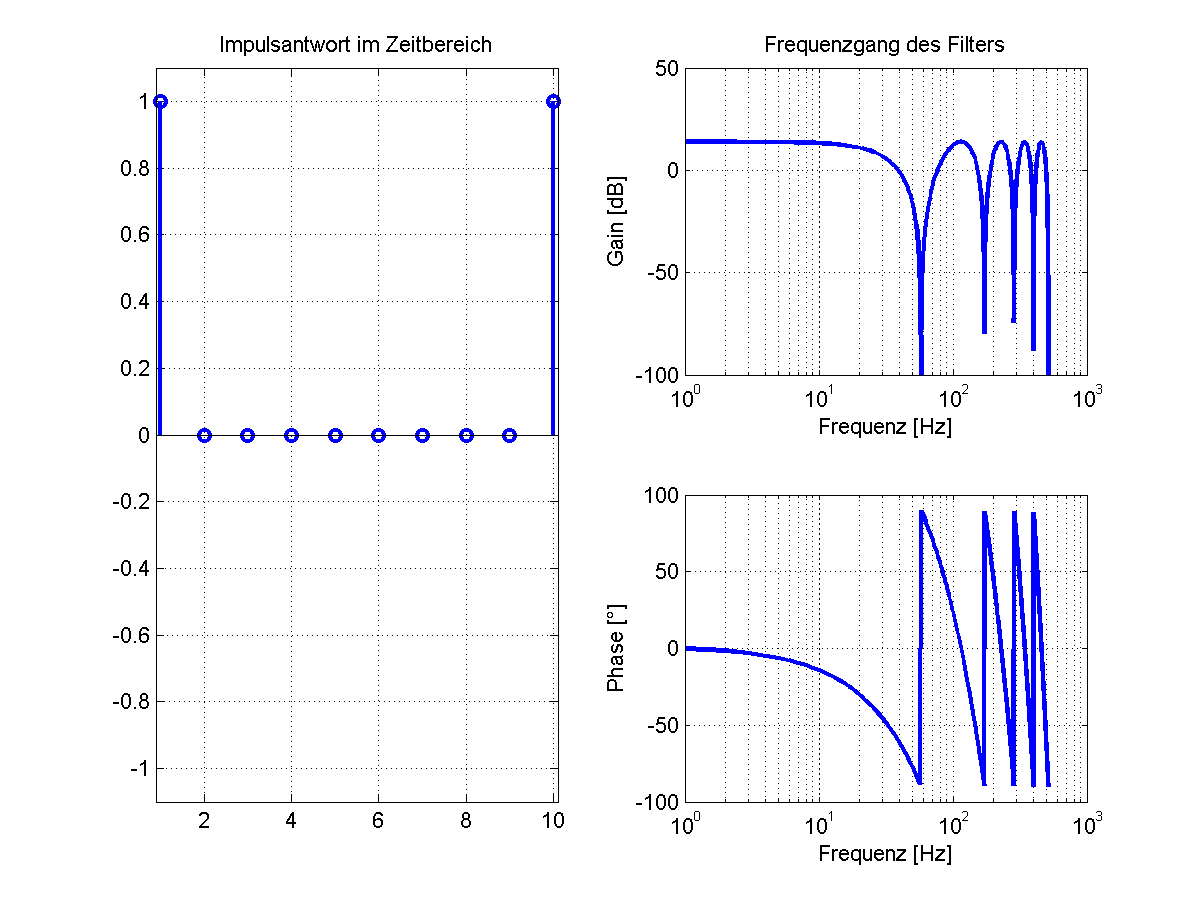 Impulsantwort im Zeitbereich
1
0.8
0.6
0.4
0.2
0
-0.2
-0.4
-0.6
-0.8
-1
2 4 6 8 10
Frequenzgang des Filters
Gain [dB]
50
0
-50
-100
10^0 10^1 10^2 10^3
Frequenz [Hz]
Phase [°]
100
50
0
-50
-100
10^0 10^1 10^2 10^3
Frequenz [Hz]